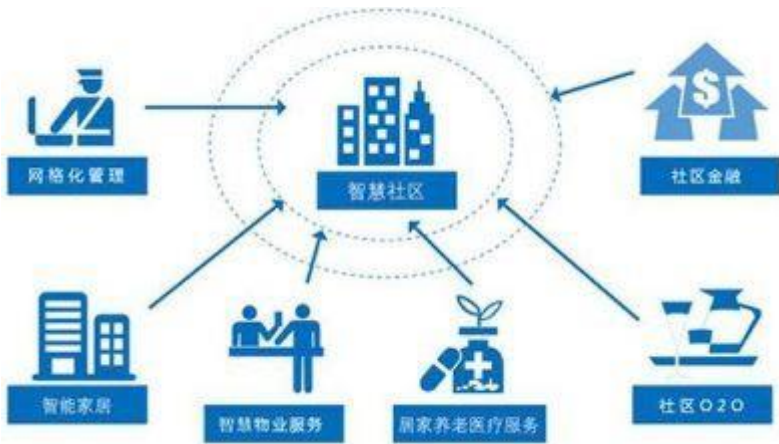 $
智慧社区
网格化管理
社区金融
智能家居
智慧物业服务
居家养老医疗服务
社区O2O